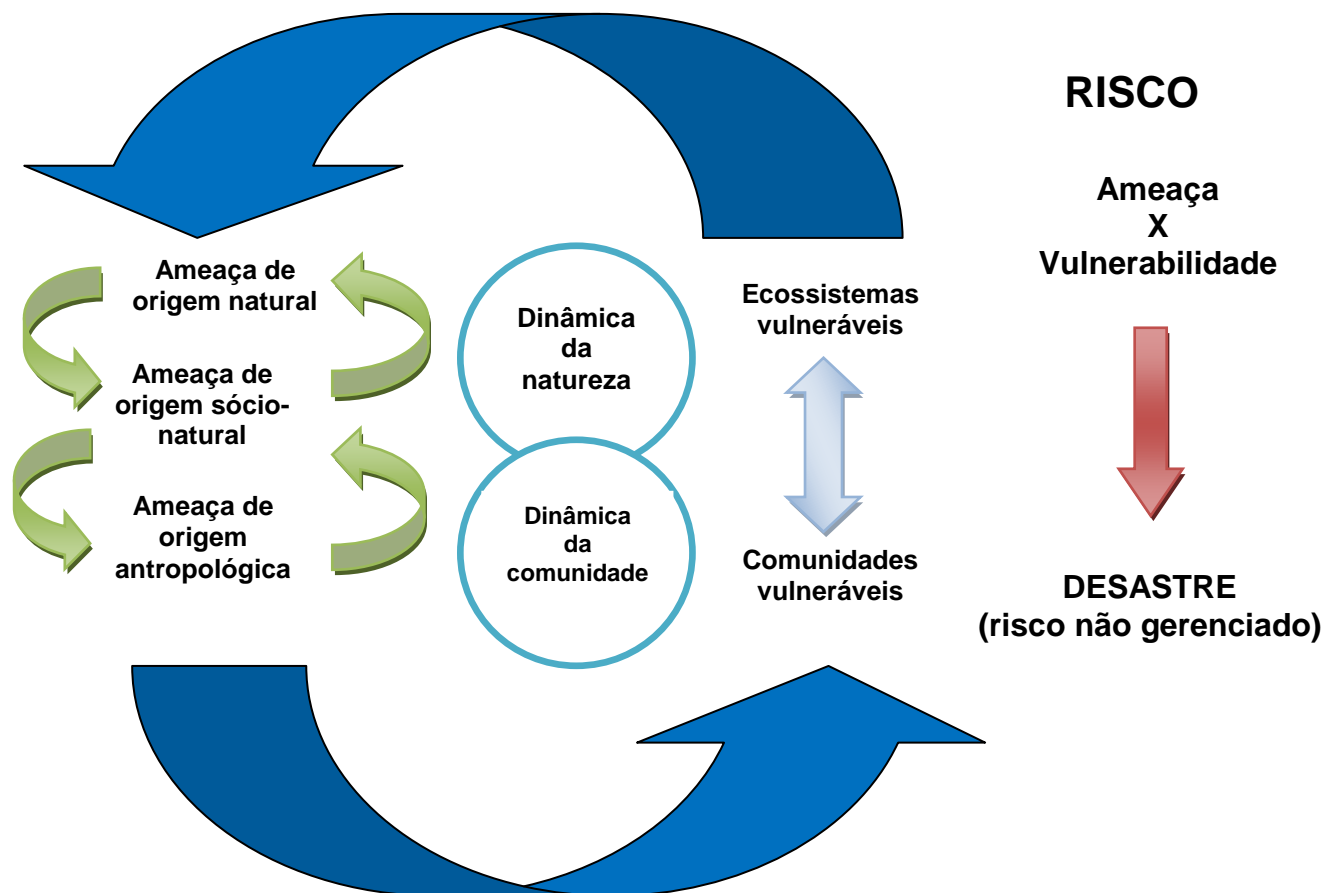 RISCO
Ameaça
X
Vulnerabilidade
Ameaça de
origem natural
Ameaça de
origem sócio-
natural
Ameaça de
origem
antropológica
Dinâmica
da
natureza
Dinâmica
da
comunidade
Ecossistemas
vulneráveis
Comunidades
vulneráveis
DESASTRE
(risco não gerenciado)